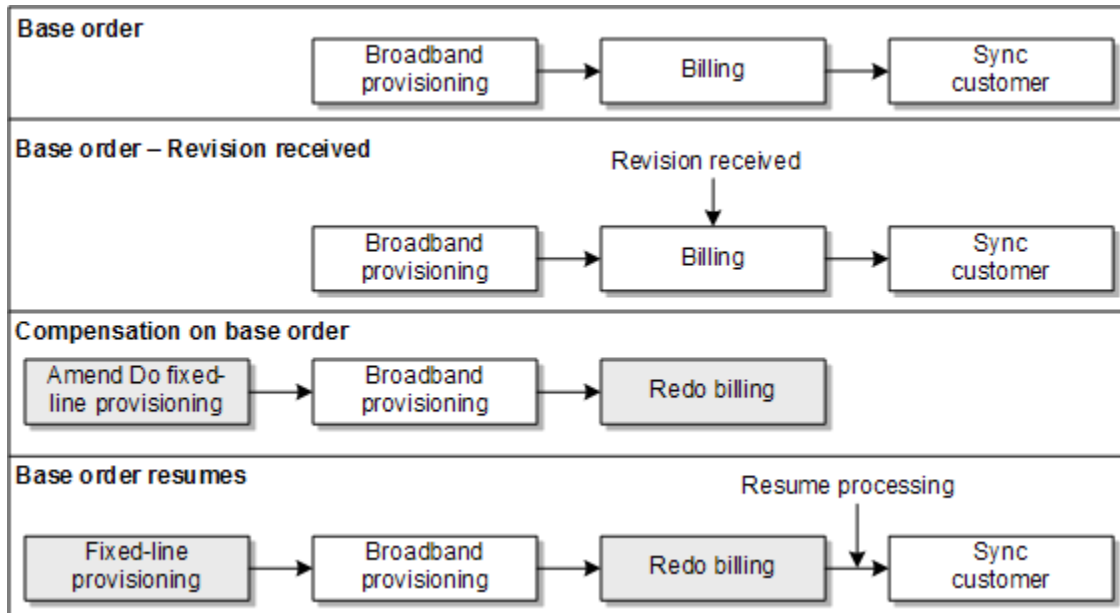 Base order
Broadband
provisioning
Billing
Sync
customer
Base order – Revision received
Revision received
Broadband
provisioning
Billing
Sync
customer
Compensation on base order
Amend Do fixed-
line provisioning
Broadband
provisioning
Redo billing
Base order resumes
Resume processing
Fixed-line
provisioning
Broadband
provisioning
Redo billing
Sync
customer